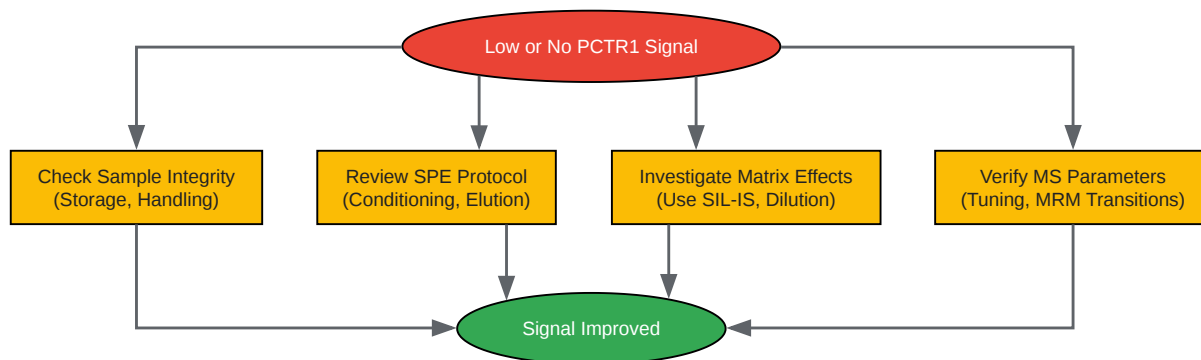 Low or No PCTR1 Signal
Check Sample Integrity
(Storage, Handling)
Review SPE Protocol
(Conditioning, Elution)
Investigate Matrix Effects
(Use SIL-IS, Dilution)
Verify MS Parameters
(Tuning, MRM Transitions)
Signal Improved